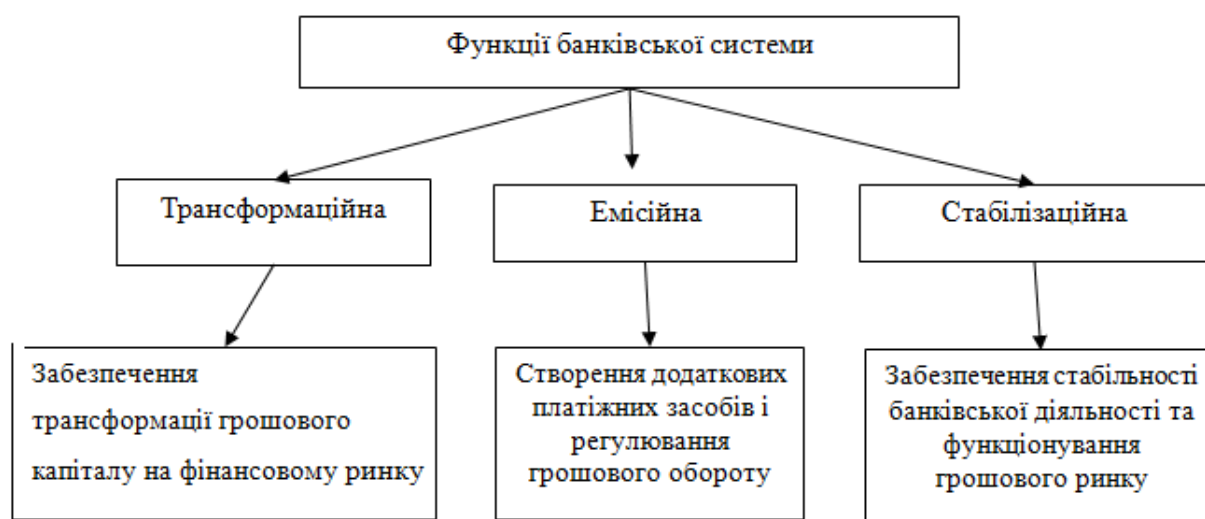 Функції банківської системи
Трансформаційна
Емісійна
Стабілізаційна
Забезпечення
трансформації грошового
капіталу на фінансовому ринку
Створення додаткових
платіжних засобів і
регулювання
грошового обороту
Забезпечення стабільності
банківської діяльності та
функціонування
грошового ринку